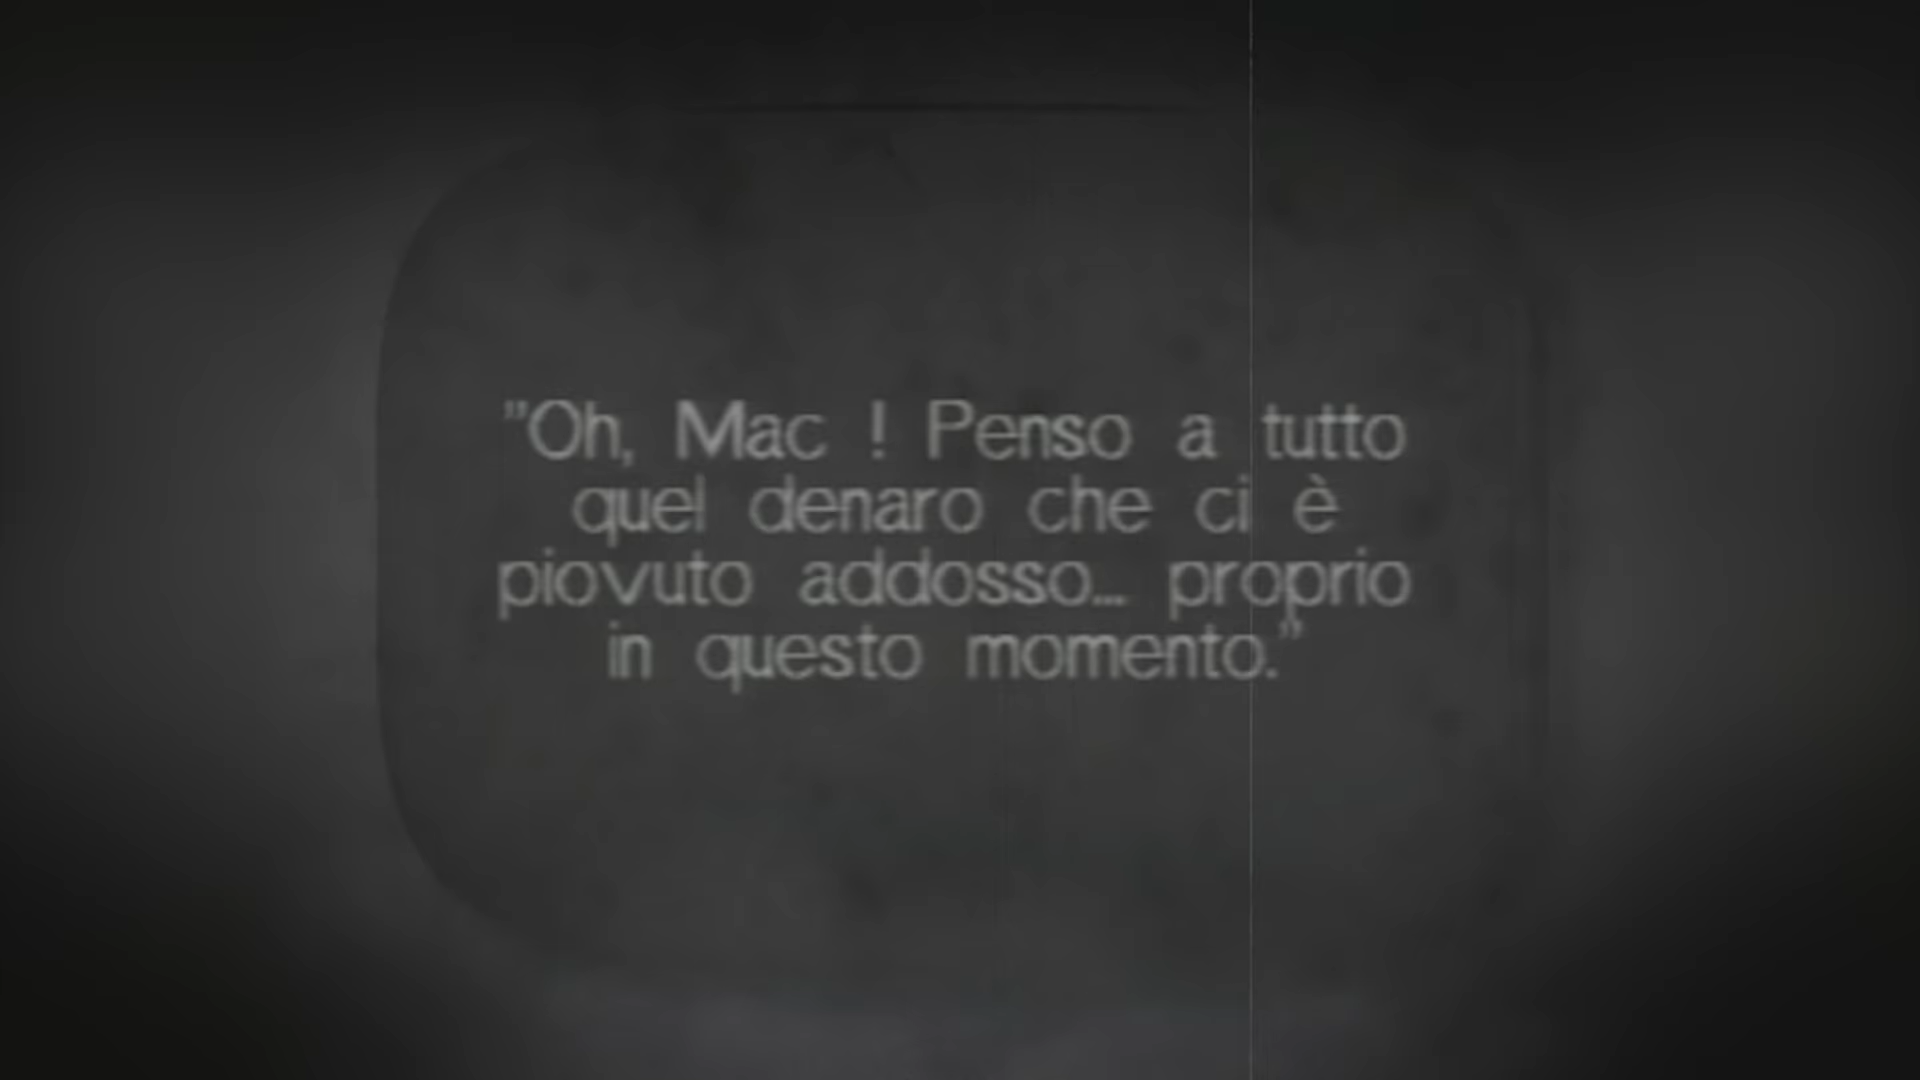 "Oh, Mac ! Penso a tutto
quel denaro che ci è
piovuto addosso... proprio
in questo momento."